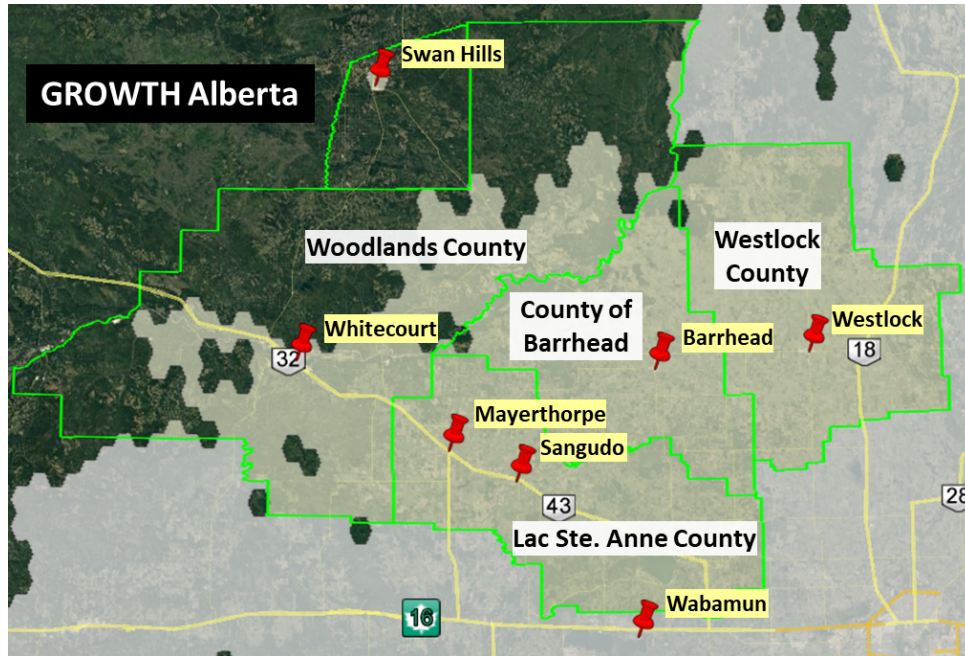 Swan Hills
GROWTH Alberta
Woodlands County
Westlock
County
County of
Barrhead
Whitecourt
32
Barrhead
Westlock
18
Mayerthorpe
Sangudo
43
28
Lac Ste. Anne County
Wabamun
16